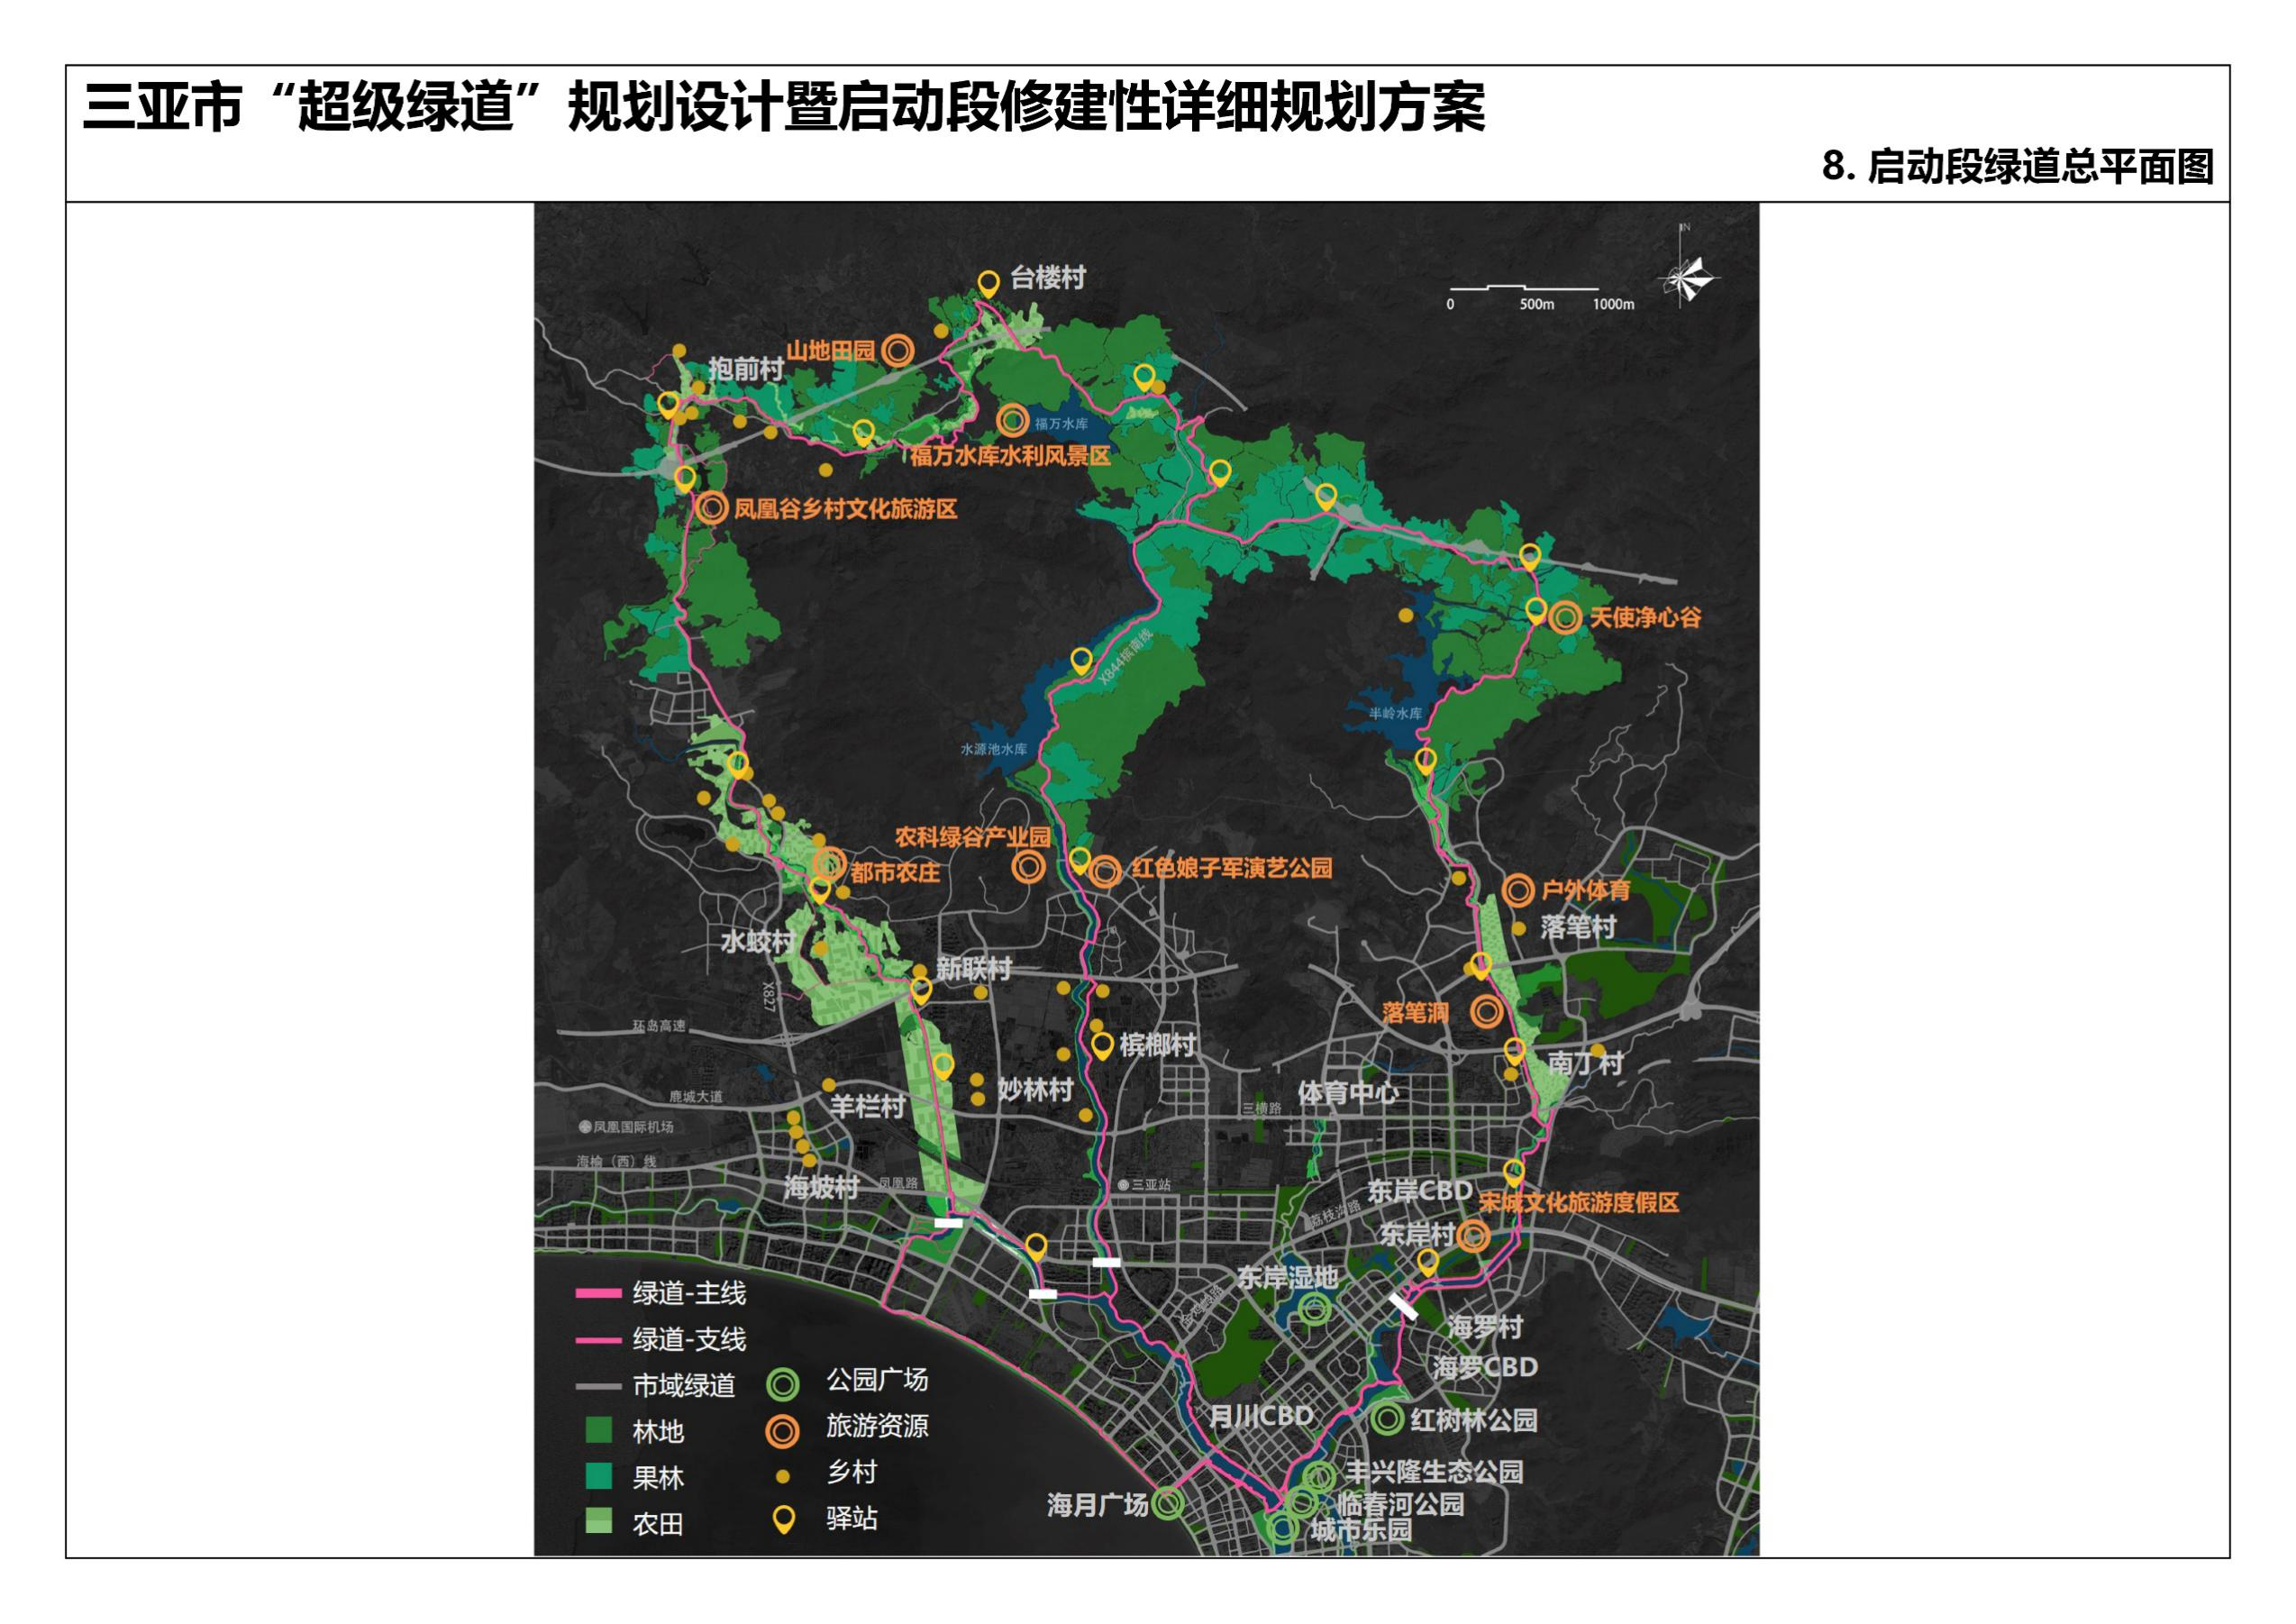 三亚市“超级绿道”规划设计暨启动段修建性详细规划方案
8. 启动段绿道总平面图
N
0 500m 1000m
台楼村
山地田园
抱前村
福万水库
福万水库水利风景区
凤凰谷乡村文化旅游区
天使净心谷
X844槟南线
半岭水库
水源池水库
农科绿谷产业园
红色娘子军演艺公园
都市农庄
户外体育
落笔村
水蛟村
新联村
X827
落笔洞
环岛高速
槟榔村
南丁村
妙林村
体育中心
鹿城大道
羊栏村
三横路
凤凰国际机场
海榆（西）线
海坡村
凤凰路
三亚站
东岸CBD
宋城文化旅游度假区
荔枝沟路
东岸村
东岸湿地
海罗村
海罗CBD
月川CBD
红树林公园
丰兴隆生态公园
海月广场
临春河公园
城市乐园
绿道-主线
绿道-支线
市域绿道
林地
果林
农田
公园广场
旅游资源
乡村
驿站